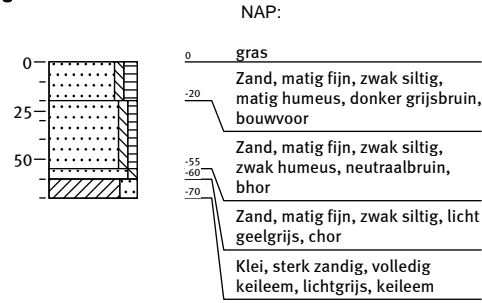 NAP:
0
25
50
0
gras
-20
Zand, matig fijn, zwak siltig,
matig humeus, donker grijsbruin,
bouwvoor
-55
Zand, matig fijn, zwak siltig,
zwak humeus, neutraalbruin,
bhor
-60
Zand, matig fijn, zwak siltig, licht
geelgrijs, chor
-70
Klei, sterk zandig, volledig
keileem, lichtgrijs, keileem